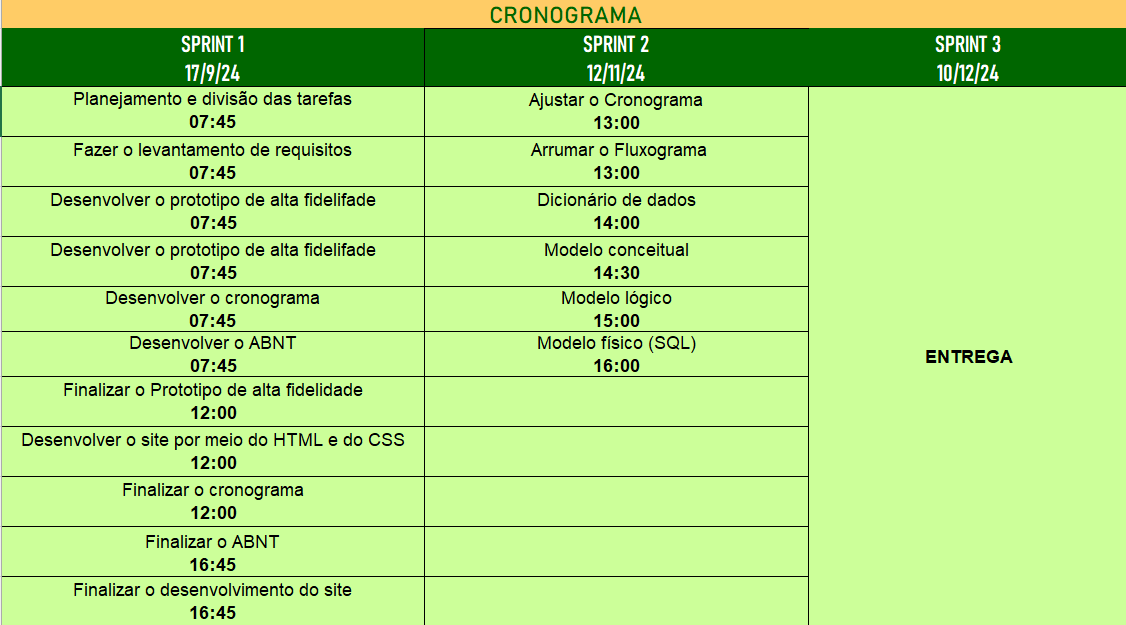 CRONOGRAMA
SPRINT 1
17/9/24
SPRINT 2
12/11/24
SPRINT 3
10/12/24
Planejamento e divisão das tarefas
07:45
Ajustar o Cronograma
13:00
Fazer o levantamento de requisitos
07:45
Arrumar o Fluxograma
13:00
Desenvolver o prototipo de alta fidelifade
07:45
Dicionário de dados
14:00
Desenvolver o prototipo de alta fidelifade
07:45
Modelo conceitual
14:30
Desenvolver o cronograma
07:45
Modelo lógico
15:00
Desenvolver o ABNT
07:45
Modelo físico (SQL)
16:00
ENTREGA
Finalizar o Prototipo de alta fidelidade
12:00
Desenvolver o site por meio do HTML e do CSS
12:00
Finalizar o cronograma
12:00
Finalizar o ABNT
16:45
Finalizar o desenvolvimento do site
16:45